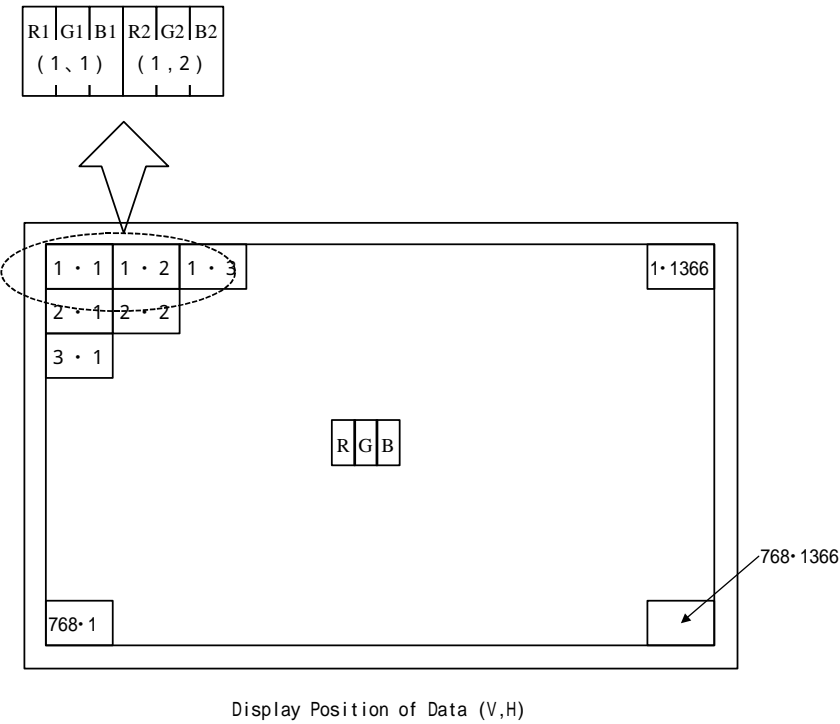 R1 G1 B1 R2 G2 B2
(1、1) (1,2)
1・1 1・2 1・3 1・1366
2・1 2・2
3・1
R G B
768・1366
768・1
Display Position of Data (V,H)